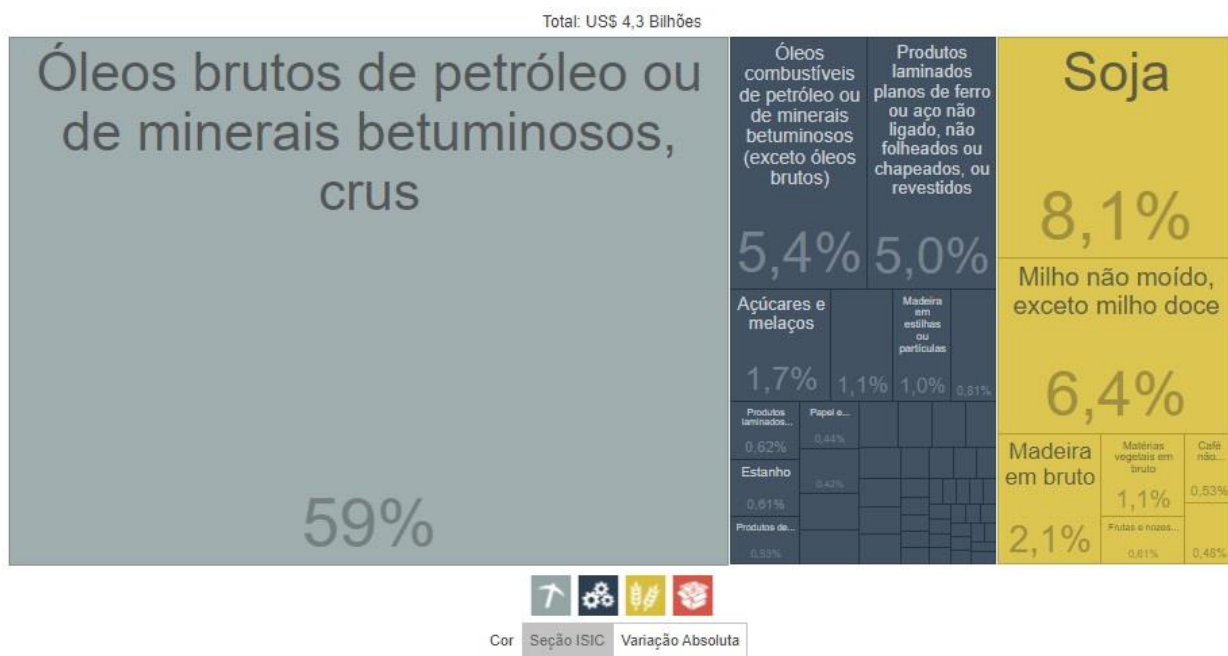 Total: US$ 4,3 Bilhões
Óleos brutos de petróleo ou
de minerais betuminosos,
crus
59%
Óleos
combustíveis
de petróleo ou
de minerais
betuminosos
(exceto óleos
brutos)
5,4%
Produtos
laminados
planos de ferro
ou aço não
ligado, não
folheados ou
chapeados, ou
revestidos
5,0%
Açúcares e
melaços
1,7%
1,1%
Madeira
em
estilhas
ou
partículas
1,0%
0,81%
Produtos
laminados...
0,62%
Papel e...
0,44%
Estanho
0,61%
0,42%
Produtos de...
0,53%
Soja
8,1%
Milho não moído,
exceto milho doce
6,4%
Madeira
em bruto
2,1%
Matérias
vegetais em
bruto
1,1%
Café
não...
0,53%
Frutas e nozes...
0,61%
0,48%
Cor Seção ISIC Variação Absoluta